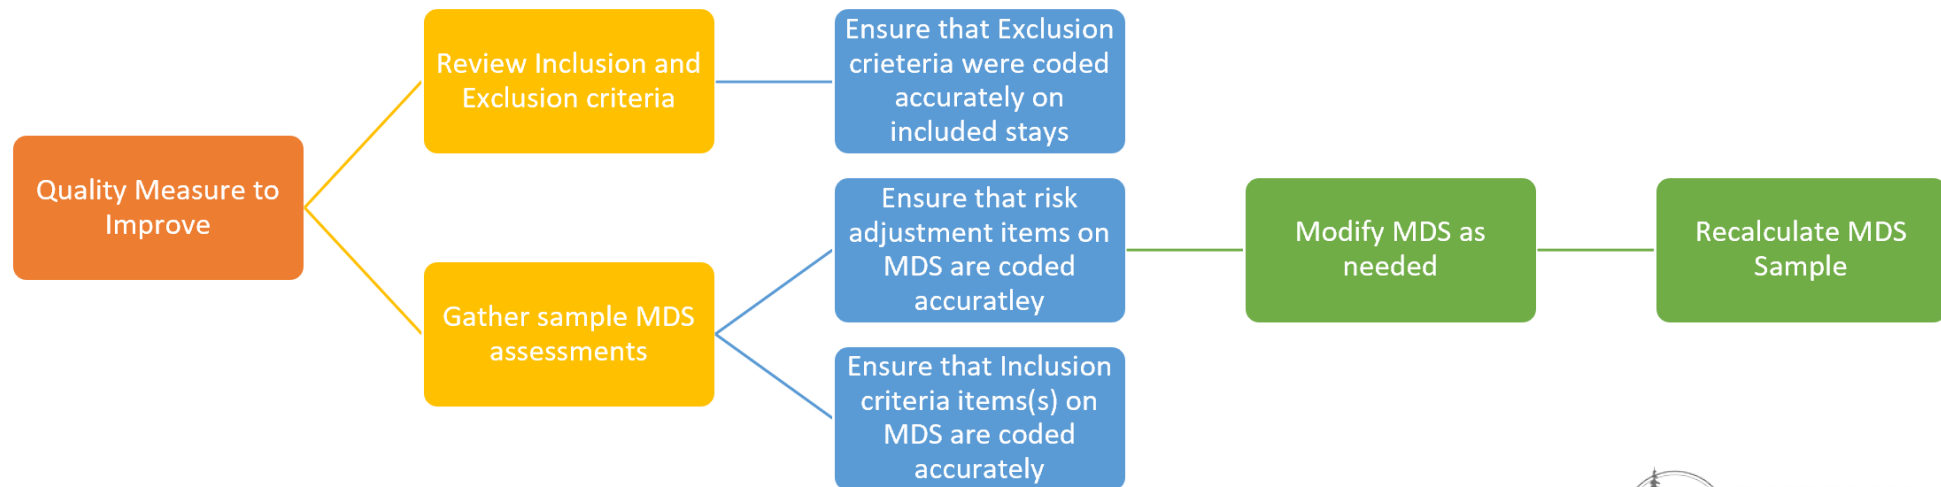 Quality Measure to
Improve
Review Inclusion and
Exclusion criteria
Gather sample MDS
assessments
Ensure that Exclusion
crieteria were coded
accurately on
included stays
Ensure that risk
adjustment items on
MDS are coded
accuratley
Ensure that Inclusion
criteria items(s) on
MDS are coded
accurately
Modify MDS as
needed
Recalculate MDS
Sample